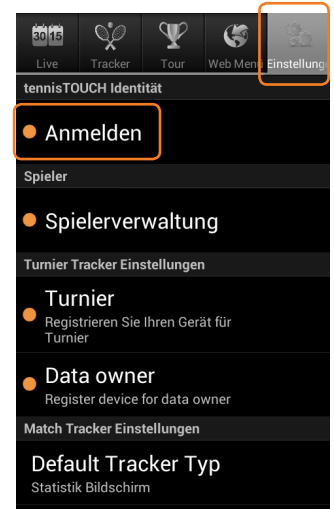 30 15
Live Tracker Tour Web Menü Einstellunge
tennisTOUCH Identität
Anmelden
Spieler
Spielerverwaltung
Turnier Tracker Einstellungen
Turnier
Registrieren Sie Ihren Gerät für
Turnier
Data owner
Register device for data owner
Match Tracker Einstellungen
Default Tracker Typ
Statistik Bildschirm